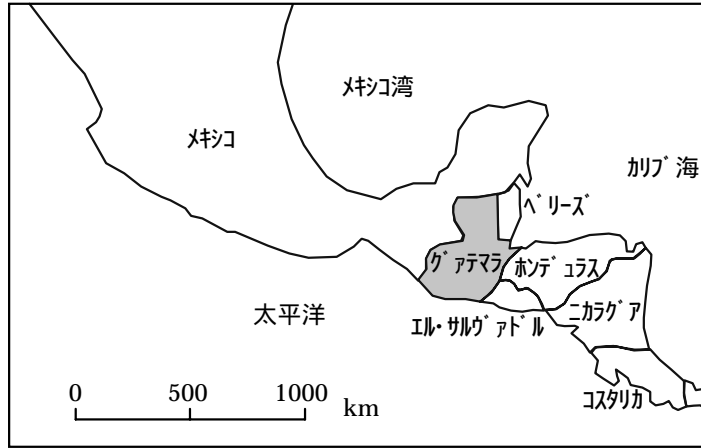 メキシコ湾
メキシコ
カリブ海
ベリーズ
グァテマラ
ホンデュラス
太平洋
エル・サルヴァドル
ニカラグア
コスタリカ
0 500 1000
km